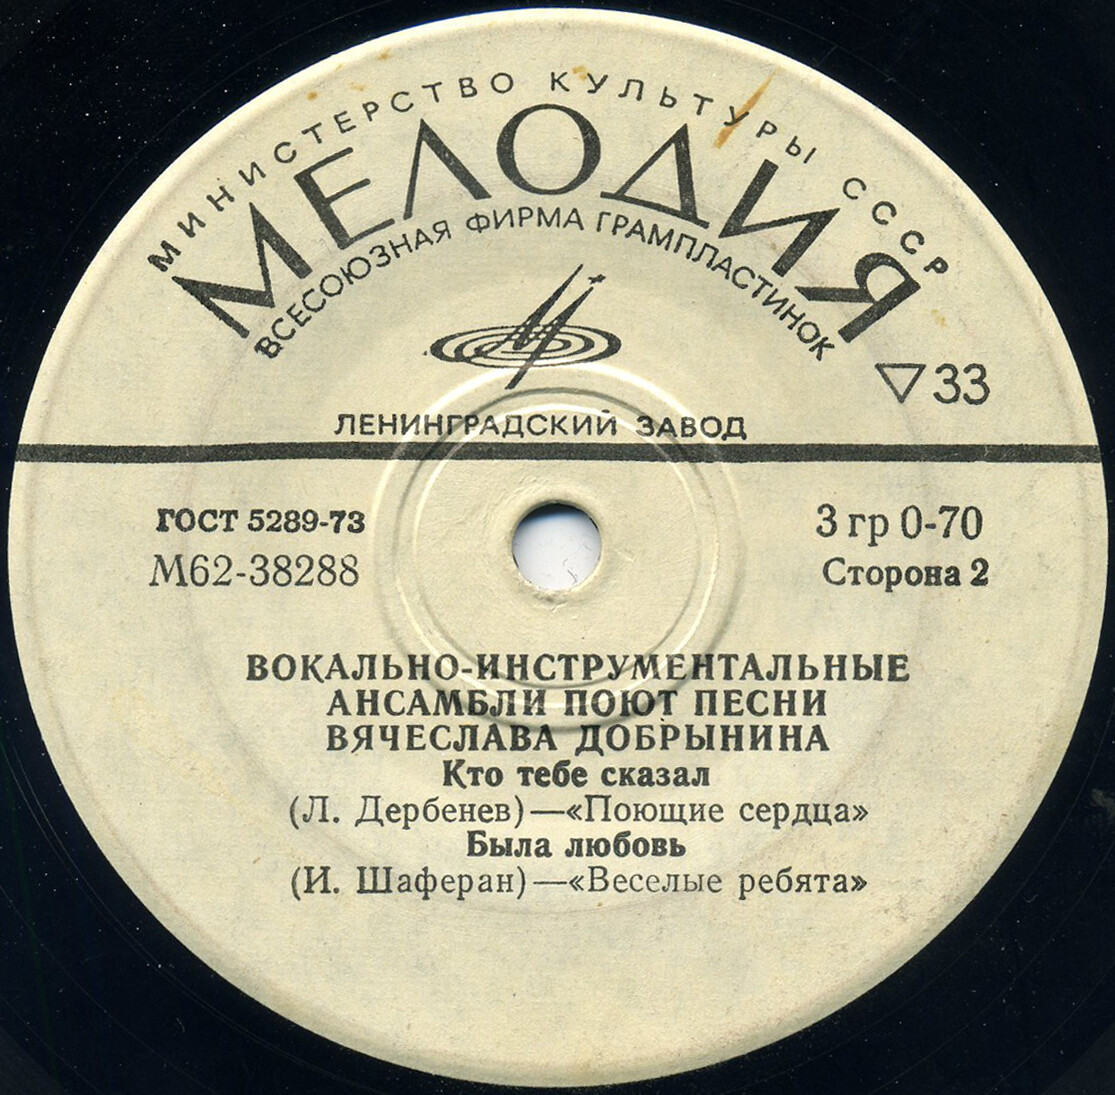 МИНИСТЕРСТВО КУЛЬТУРЫ СССР
МЕЛОДИЯ
ВСЕСОЮЗНАЯ ФИРМА ГРАМПЛАСТИНОК
▽33
ЛЕНИНГРАДСКИЙ ЗАВОД
ГОСТ 5289-73
3 гр 0-70
М62-38288
Сторона 2
ВОКАЛЬНО-ИНСТРУМЕНТАЛЬНЫЕ
АНСАМБЛИ ПОЮТ ПЕСНИ
ВЯЧЕСЛАВА ДОБРЫНИНА
Кто тебе сказал
(Л. Дербенев)—«Поющие сердца»
Была любовь
(И. Шаферан)—«Веселые ребята»